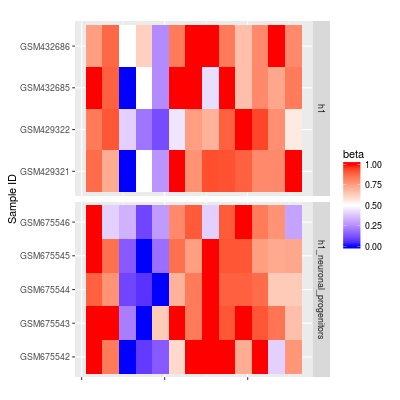 GSM432686
GSM432685
GSM429322
GSM429321
h1
GSM675546
GSM675545
GSM675544
GSM675543
GSM675542
h1_neuronal_progenitors
Sample ID
beta
1.00
0.75
0.50
0.25
0.00